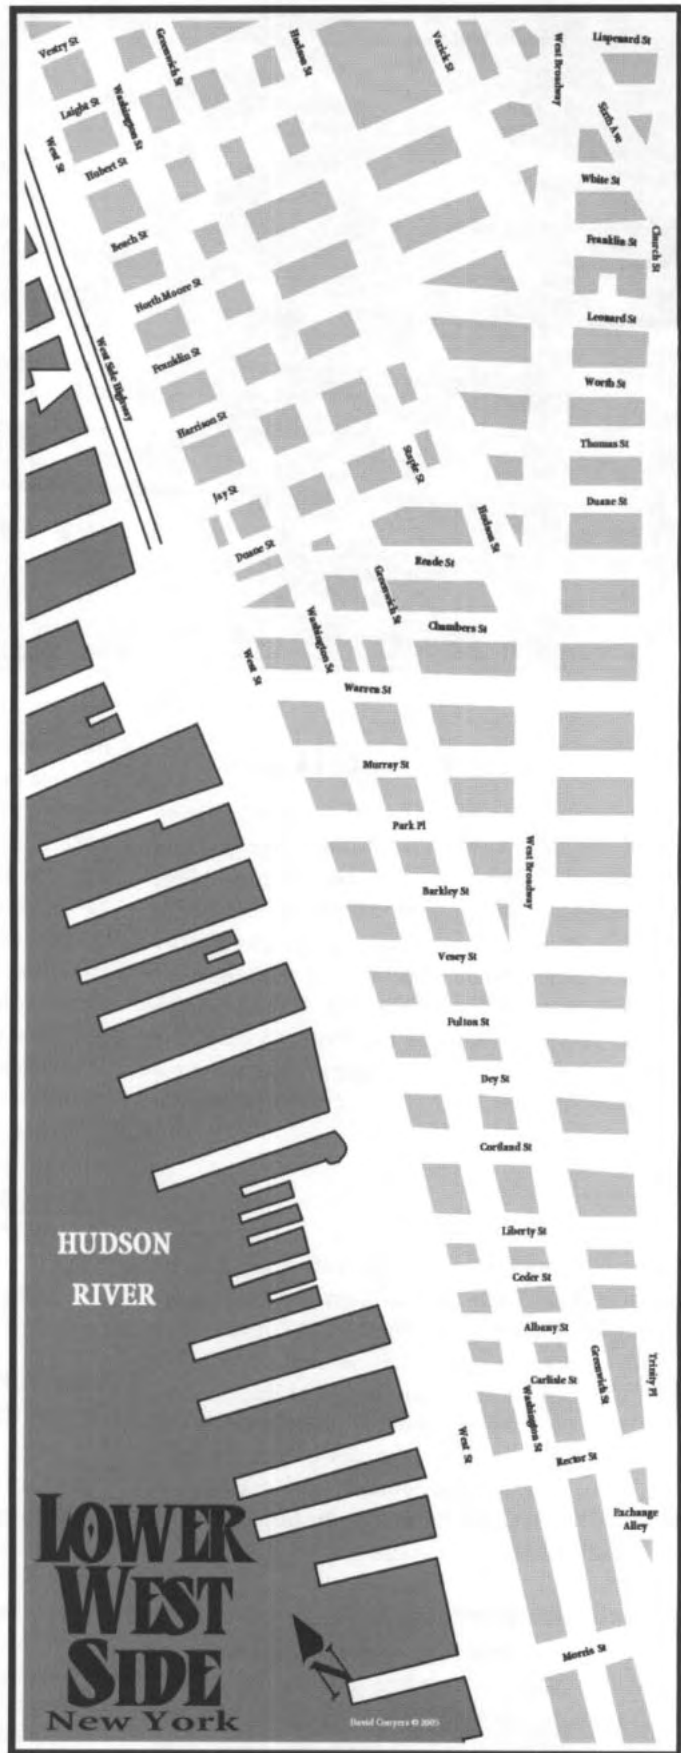 Vestry St
Greenwich St
Hudson St
Varick St
West Broadway
Lispenard St
Laight St
Washington St
Sixth Ave
West St
Hubert St
White St
Beach St
Franklin St
Church St
North Moore St
Leonard St
West Side Highway
Franklin St
Worth St
Harrison St
Thomas St
Staple St
Jay St
Duane St
Hudson St
Duane St
Reade St
Greenwich St
Chambers St
Washington St
West St
Warren St
Murray St
Park Pl
West Broadway
Barkley St
Vesey St
Fulton St
Dey St
Cortland St
HUDSON
RIVER
Liberty St
Ceder St
Albany St
Greenwich St
Trinity Pl
Carlisle St
Washington St
West St
Rector St
Exchange
Alley
LOWER
WEST
SIDE
New York
N
Morris St
David Conyers © 2005